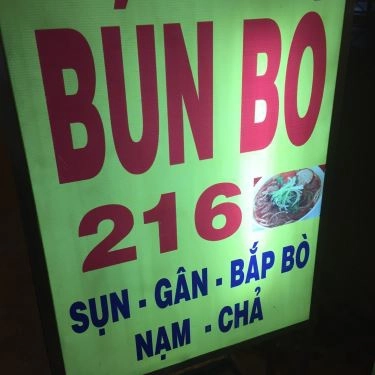 BÚN BÒ
216
SỤN - GÂN - BẮP BÒ
NẠM - CHẢ